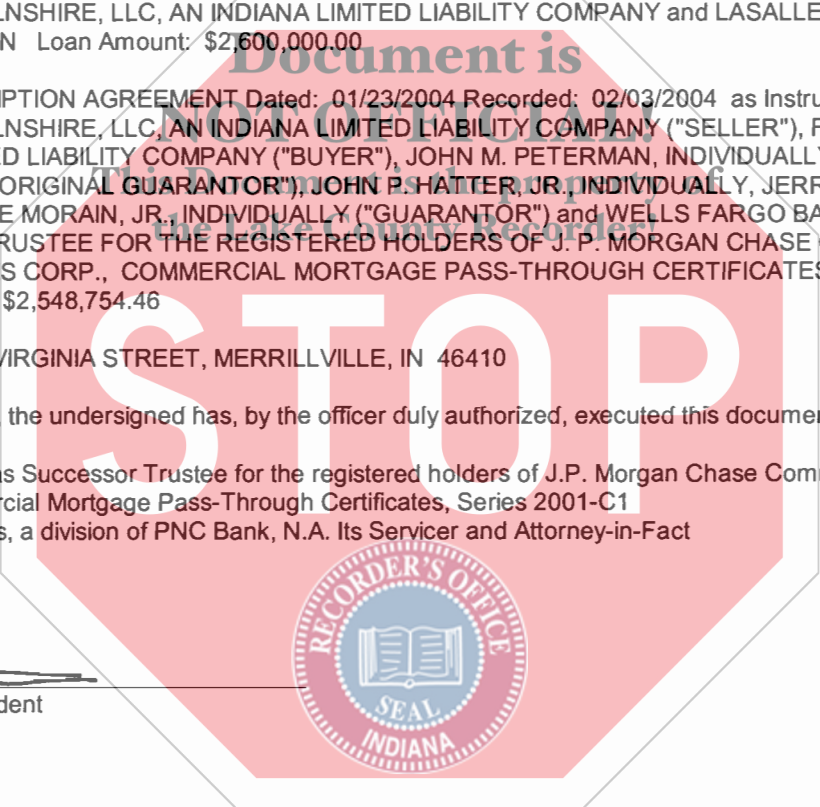 LNSHIRE, LLC, AN INDIANA LIMITED LIABILITY COMPANY and LASALLE
N Loan Amount: $2,600,000.00
Document is
PTION AGREEMENT Dated: 01/23/2004 Recorded: 02/03/2004 as Instru
NOT OFFICIAL!
LNSHIRE, LLC, AN INDIANA LIMITED LIABILITY COMPANY ("SELLER"), F
D LIABILITY COMPANY ("BUYER"), JOHN M. PETERMAN, INDIVIDUALLY
This Document is the property of
ORIGINAL GUARANTOR"), JOHN P. HATTER, JR., INDIVIDUALLY, JERR
the Lake County Recorder!
E MORAIN, JR., INDIVIDUALLY ("GUARANTOR") and WELLS FARGO BA
RUSTEE FOR THE REGISTERED HOLDERS OF J. P. MORGAN CHASE
S CORP., COMMERCIAL MORTGAGE PASS-THROUGH CERTIFICATES
$2,548,754.46
STOP
VIRGINIA STREET, MERRILLVILLE, IN 46410
, the undersigned has, by the officer duly authorized, executed this documen
s Successor Trustee for the registered holders of J.P. Morgan Chase Com
rcial Mortgage Pass-Through Certificates, Series 2001-C1
s, a division of PNC Bank, N.A. Its Servicer and Attorney-in-Fact
RECORDER'S OFFICE
SEAL
INDIANA
dent